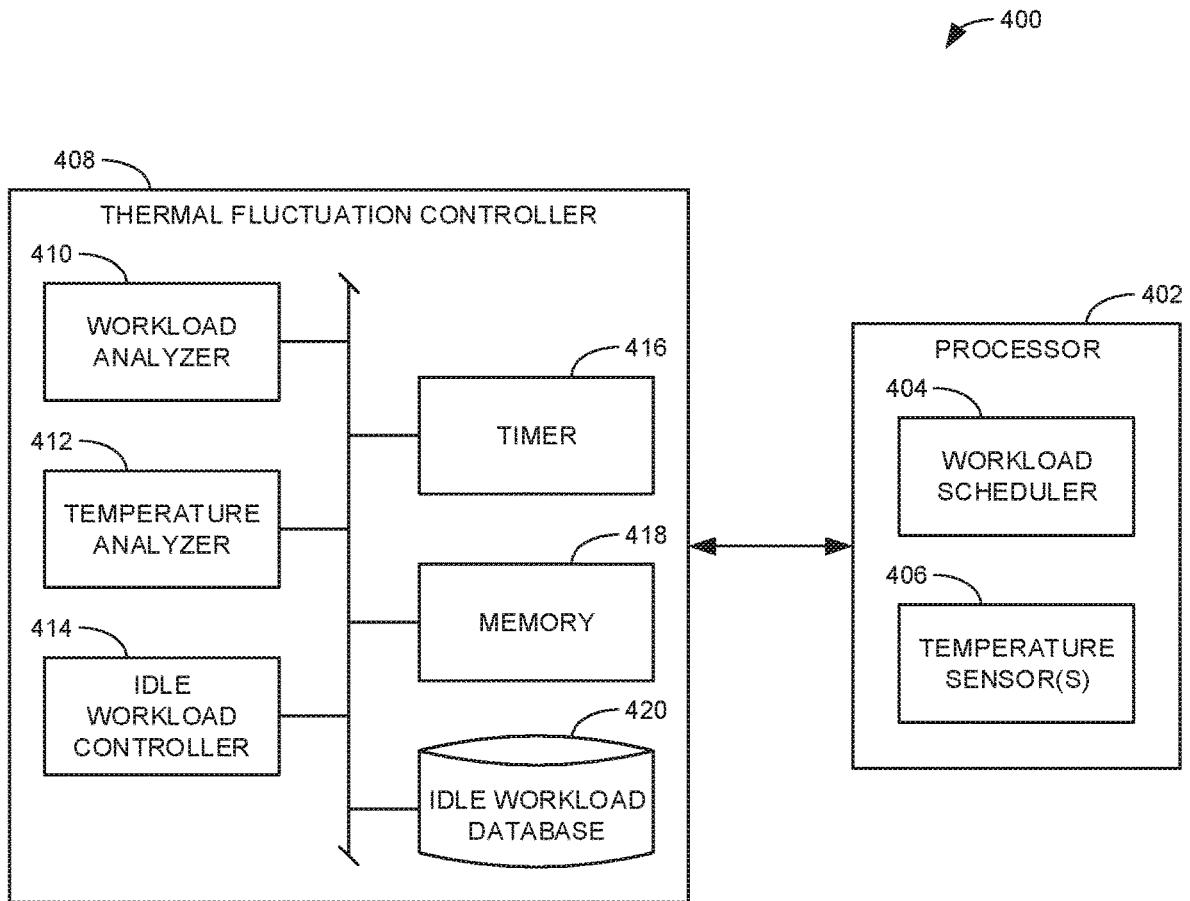 400
408
THERMAL FLUCTUATION CONTROLLER
410
WORKLOAD
ANALYZER
412
TEMPERATURE
ANALYZER
414
IDLE
WORKLOAD
CONTROLLER
416
TIMER
418
MEMORY
420
IDLE WORKLOAD
DATABASE
402
PROCESSOR
404
WORKLOAD
SCHEDULER
406
TEMPERATURE
SENSOR(S)